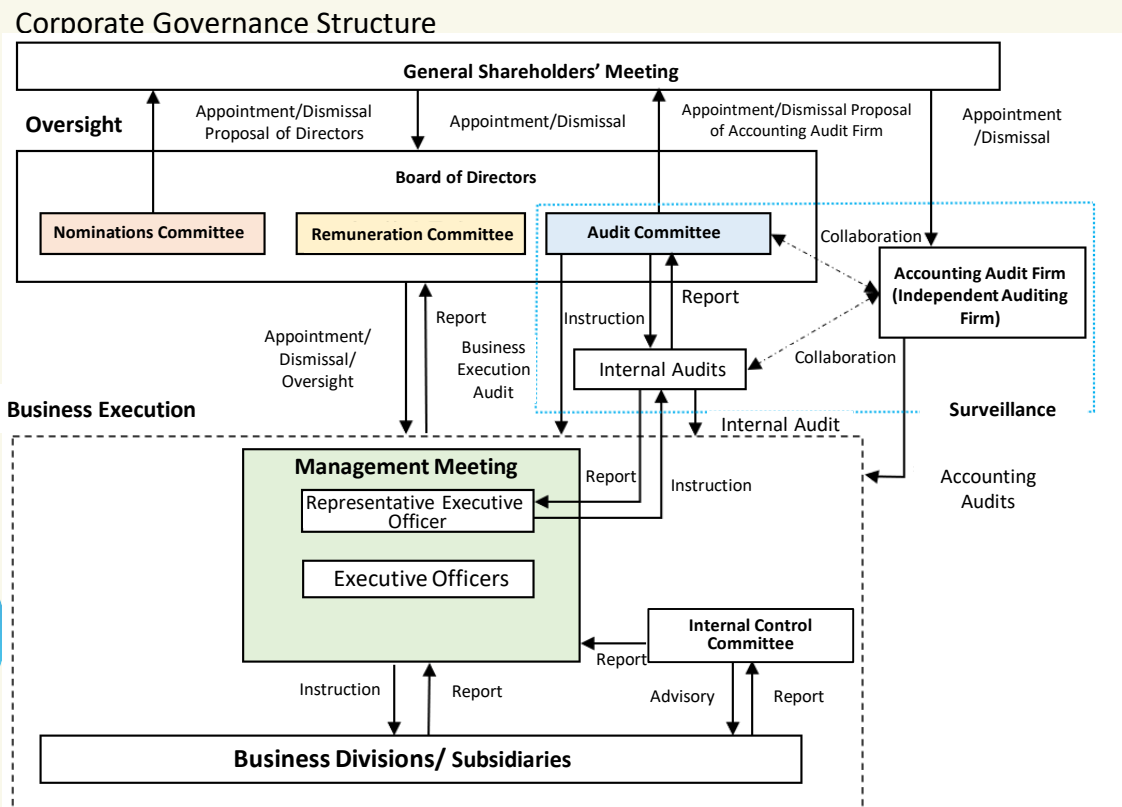 Corporate Governance Structure
General Shareholders' Meeting
Oversight
Appointment/Dismissal
Proposal of Directors
Appointment/Dismissal
Appointment/Dismissal Proposal
of Accounting Audit Firm
Appointment
/Dismissal
Board of Directors
Nominations Committee
Remuneration Committee
Audit Committee
Collaboration
Accounting Audit Firm
(Independent Auditing
Firm)
Report
Instruction
Report
Appointment/
Dismissal/
Oversight
Business
Execution
Audit
Internal Audits
Collaboration
Business Execution
Surveillance
Internal Audit
Management Meeting
Report
Instruction
Accounting
Audits
Representative Executive
Officer
Executive Officers
Internal Control
Committee
Report
Instruction
Report
Advisory
Report
Business Divisions/ Subsidiaries